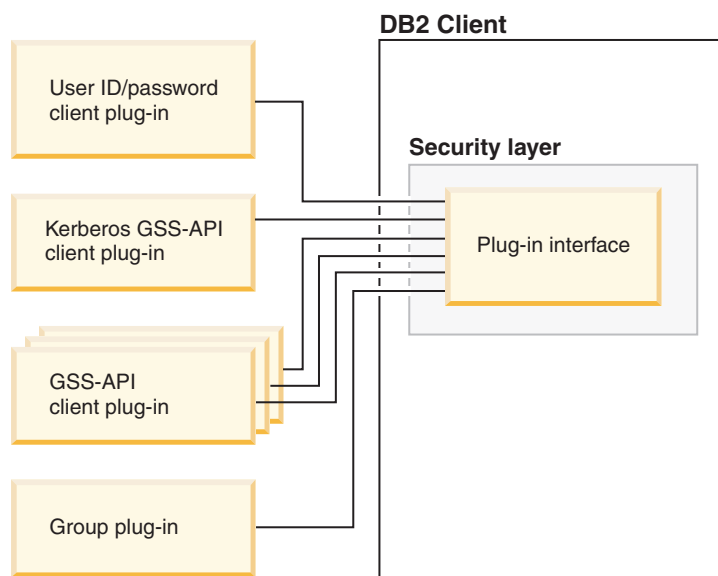 DB2 Client
User ID/password
client plug-in
Security layer
Kerberos GSS-API
client plug-in
Plug-in interface
GSS-API
client plug-in
Group plug-in